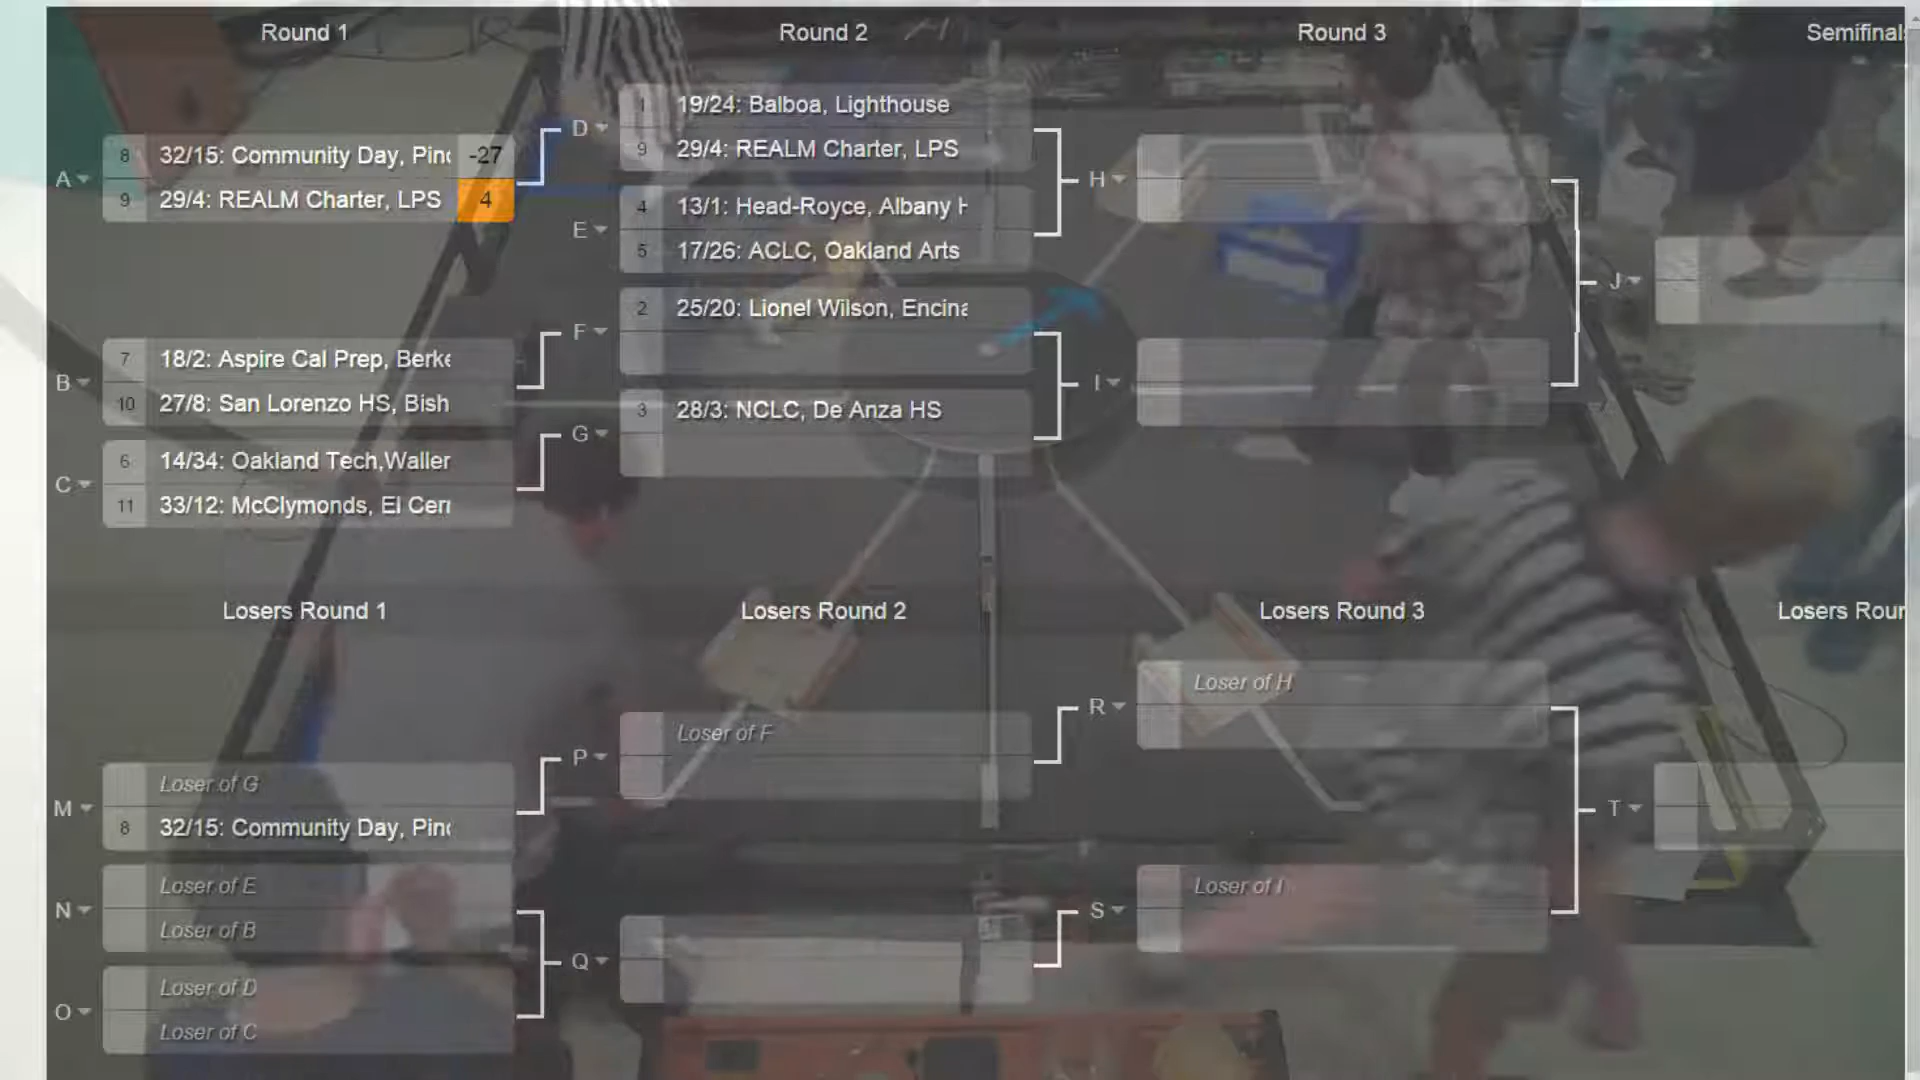 Round 1
Round 2
Round 3
Semifinals
A
8 32/15: Community Day, Pin -27
9 29/4: REALM Charter, LPS 4
B
7 18/2: Aspire Cal Prep, Berke
10 27/8: San Lorenzo HS, Bish
C
6 14/34: Oakland Tech,Waller
11 33/12: McClymonds, El Cerr
D
1 19/24: Balboa, Lighthouse
9 29/4: REALM Charter, LPS
E
4 13/1: Head-Royce, Albany H
5 17/26: ACLC, Oakland Arts
F
2 25/20: Lionel Wilson, Encina
G
3 28/3: NCLC, De Anza HS
H
I
J
Losers Round 1
Losers Round 2
Losers Round 3
Losers Roun
M
Loser of G
8 32/15: Community Day, Pin
N
Loser of E
Loser of B
O
Loser of D
Loser of C
P
Loser of F
Q
R
Loser of H
S
Loser of I
T